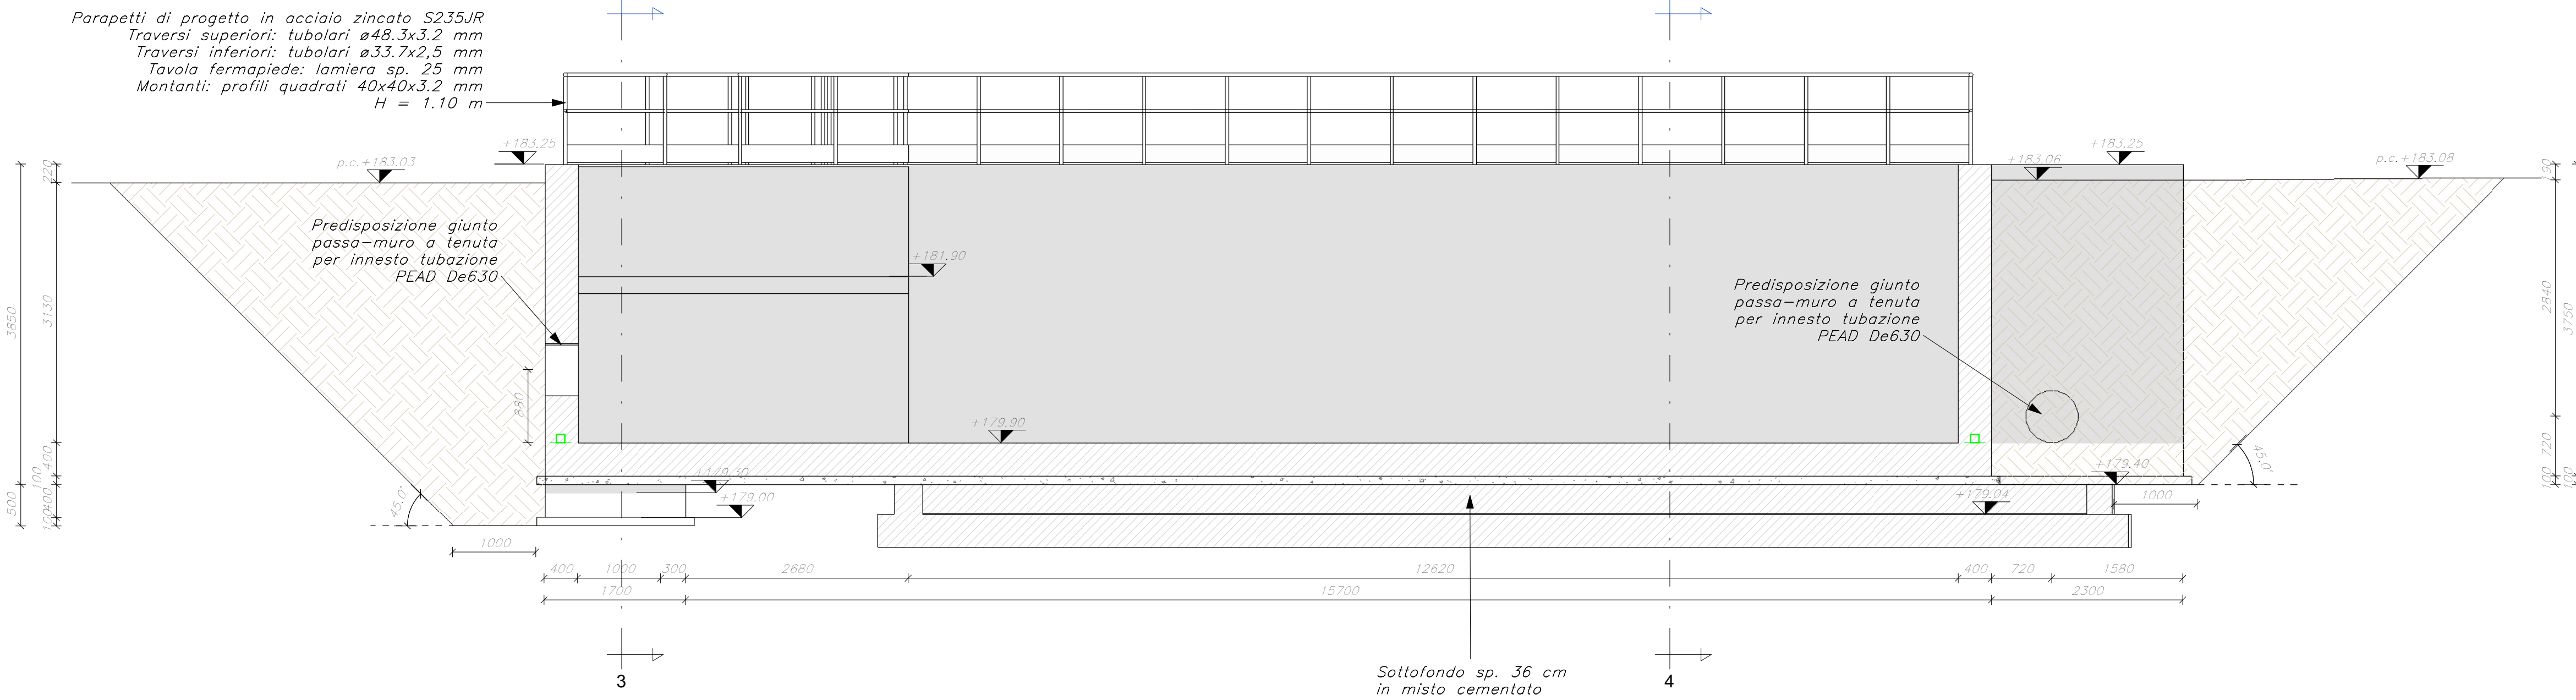 Parapetti di progetto in acciaio zincato S235JR
Traversi superiori: tubolari ø48.3x3.2 mm
Traversi inferiori: tubolari ø33.7x2,5 mm
Tavola fermapiede: lamiera sp. 25 mm
Montanti: profili quadrati 40x40x3.2 mm
H = 1.10 m
+183.25
p.c.+183.03
+183.06
+183.25
p.c.+183.08
Predisposizione giunto
passa-muro a tenuta
per innesto tubazione
PEAD De630
+181.90
Predisposizione giunto
passa-muro a tenuta
per innesto tubazione
PEAD De630
+179.90
+179.30
+179.00
+179.40
+179.04
220
3130
3850
400
100
400
100
500
880
45.0°
1000
190
2840
3750
720
100
100
45.0°
1000
400
1000
300
2680
12620
400
720
1580
1700
15700
2300
Sottofondo sp. 36 cm
in misto cementato
3
4